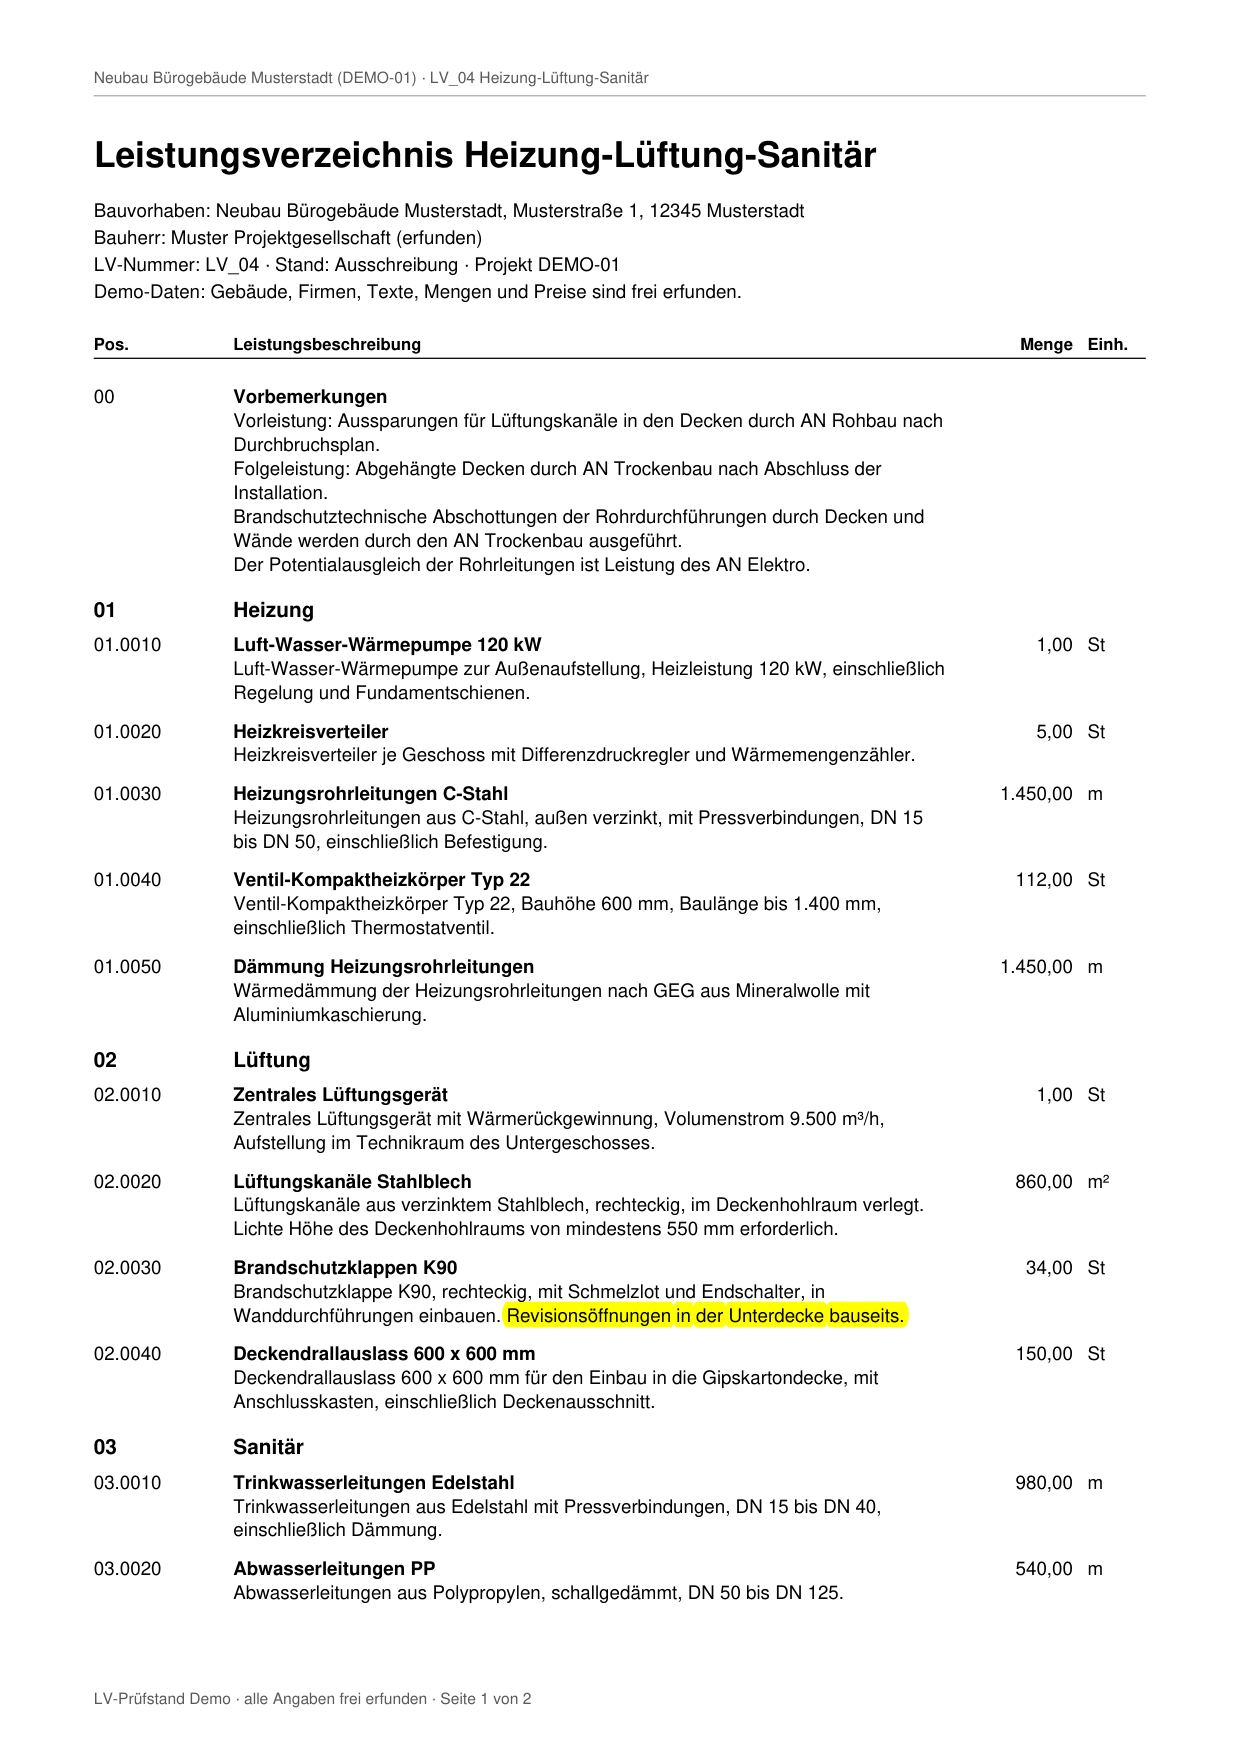 Neubau Bürogebäude Musterstadt (DEMO-01) · LV_04 Heizung-Lüftung-Sanitär
Leistungsverzeichnis Heizung-Lüftung-Sanitär
Bauvorhaben: Neubau Bürogebäude Musterstadt, Musterstraße 1, 12345 Musterstadt
Bauherr: Muster Projektgesellschaft (erfunden)
LV-Nummer: LV_04 · Stand: Ausschreibung · Projekt DEMO-01
Demo-Daten: Gebäude, Firmen, Texte, Mengen und Preise sind frei erfunden.
Pos. Leistungsbeschreibung Menge Einh.
00 Vorbemerkungen
Vorleistung: Aussparungen für Lüftungskanäle in den Decken durch AN Rohbau nach
Durchbruchsplan.
Folgeleistung: Abgehängte Decken durch AN Trockenbau nach Abschluss der
Installation.
Brandschutztechnische Abschottungen der Rohrdurchführungen durch Decken und
Wände werden durch den AN Trockenbau ausgeführt.
Der Potentialausgleich der Rohrleitungen ist Leistung des AN Elektro.
01 Heizung
01.0010 Luft-Wasser-Wärmepumpe 120 kW 1,00 St
Luft-Wasser-Wärmepumpe zur Außenaufstellung, Heizleistung 120 kW, einschließlich
Regelung und Fundamentschienen.
01.0020 Heizkreisverteiler 5,00 St
Heizkreisverteiler je Geschoss mit Differenzdruckregler und Wärmemengenzähler.
01.0030 Heizungsrohrleitungen C-Stahl 1.450,00 m
Heizungsrohrleitungen aus C-Stahl, außen verzinkt, mit Pressverbindungen, DN 15
bis DN 50, einschließlich Befestigung.
01.0040 Ventil-Kompaktheizkörper Typ 22 112,00 St
Ventil-Kompaktheizkörper Typ 22, Bauhöhe 600 mm, Baulänge bis 1.400 mm,
einschließlich Thermostatventil.
01.0050 Dämmung Heizungsrohrleitungen 1.450,00 m
Wärmedämmung der Heizungsrohrleitungen nach GEG aus Mineralwolle mit
Aluminiumkaschierung.
02 Lüftung
02.0010 Zentrales Lüftungsgerät 1,00 St
Zentrales Lüftungsgerät mit Wärmerückgewinnung, Volumenstrom 9.500 m³/h,
Aufstellung im Technikraum des Untergeschosses.
02.0020 Lüftungskanäle Stahlblech 860,00 m²
Lüftungskanäle aus verzinktem Stahlblech, rechteckig, im Deckenhohlraum verlegt.
Lichte Höhe des Deckenhohlraums von mindestens 550 mm erforderlich.
02.0030 Brandschutzklappen K90 34,00 St
Brandschutzklappe K90, rechteckig, mit Schmelzlot und Endschalter, in
Wanddurchführungen einbauen. Revisionsöffnungen in der Unterdecke bauseits.
02.0040 Deckendrallauslass 600 x 600 mm 150,00 St
Deckendrallauslass 600 x 600 mm für den Einbau in die Gipskartondecke, mit
Anschlusskasten, einschließlich Deckenausschnitt.
03 Sanitär
03.0010 Trinkwasserleitungen Edelstahl 980,00 m
Trinkwasserleitungen aus Edelstahl mit Pressverbindungen, DN 15 bis DN 40,
einschließlich Dämmung.
03.0020 Abwasserleitungen PP 540,00 m
Abwasserleitungen aus Polypropylen, schallgedämmt, DN 50 bis DN 125.
LV-Prüfstand Demo · alle Angaben frei erfunden · Seite 1 von 2